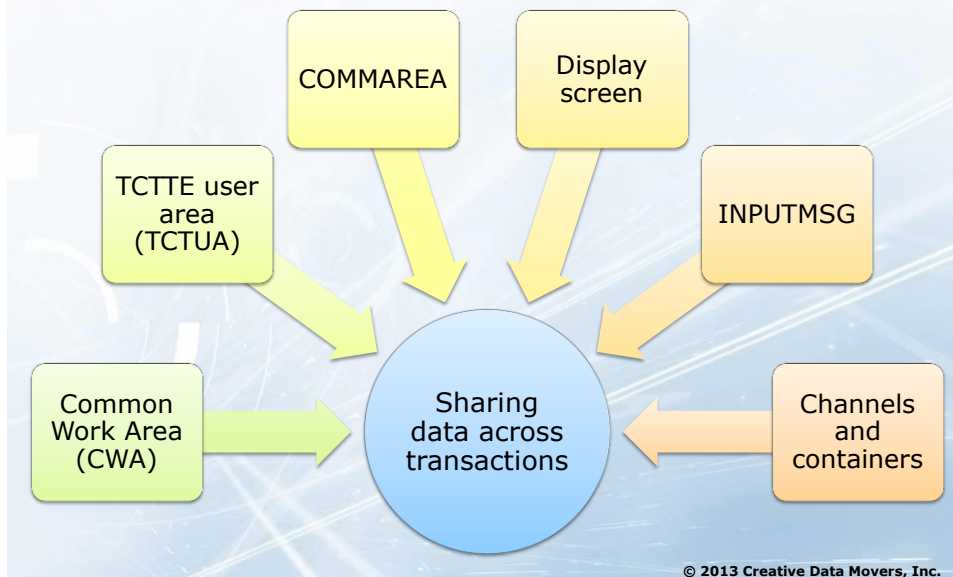 COMMAREA
Display
screen
TCTTE user
area
(TCTUA)
INPUTMSG
Common
Work Area
(CWA)
Sharing
data across
transactions
Channels
and
containers
© 2013 Creative Data Movers, Inc.